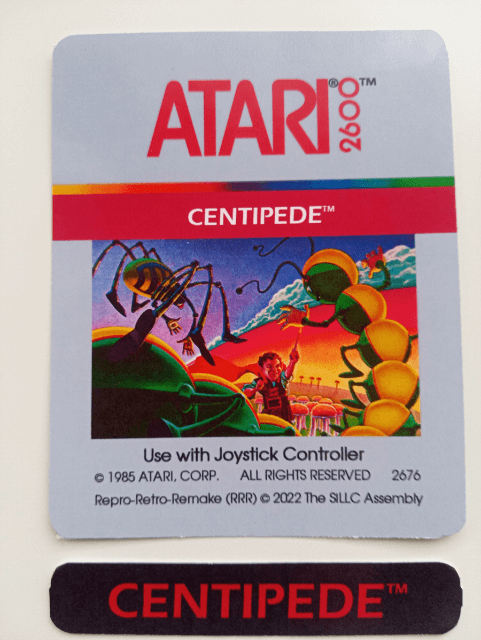 ATARI® 2600™
CENTIPEDE™
Use with Joystick Controller
© 1985 ATARI, CORP. ALL RIGHTS RESERVED 2676
Repro-Retro-Remake (RRR) © 2022 The SILLC Assembly
CENTIPEDE™